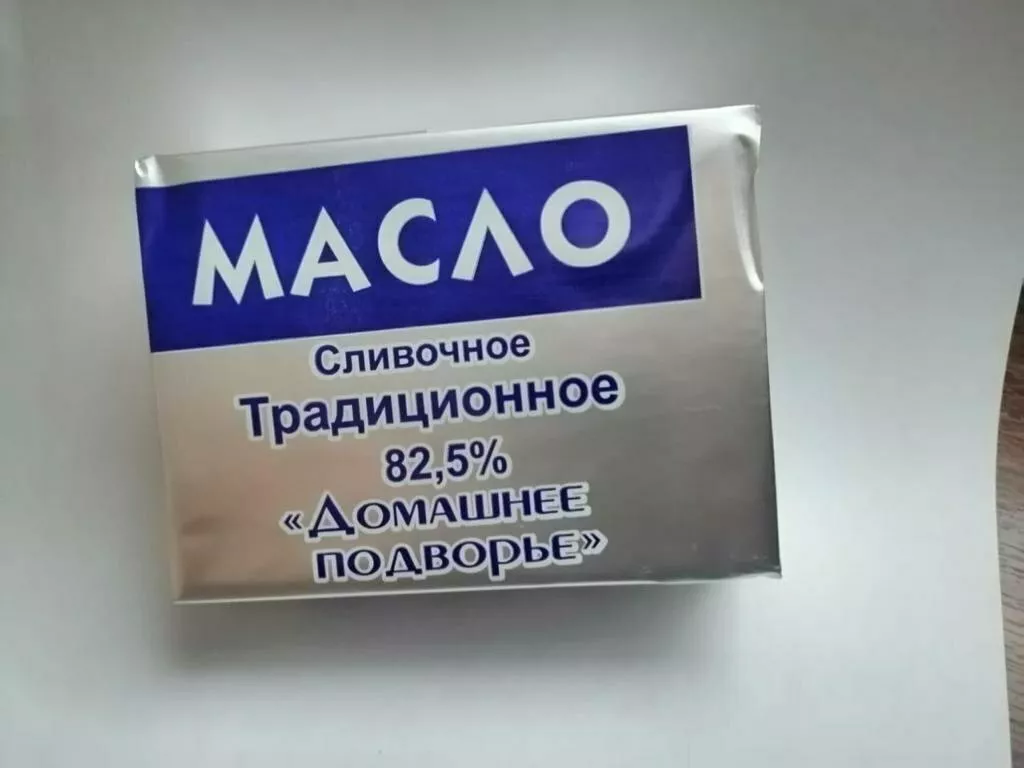 МАСЛО
Сливочное
Традиционное
82,5%
«Домашнее
подворье»